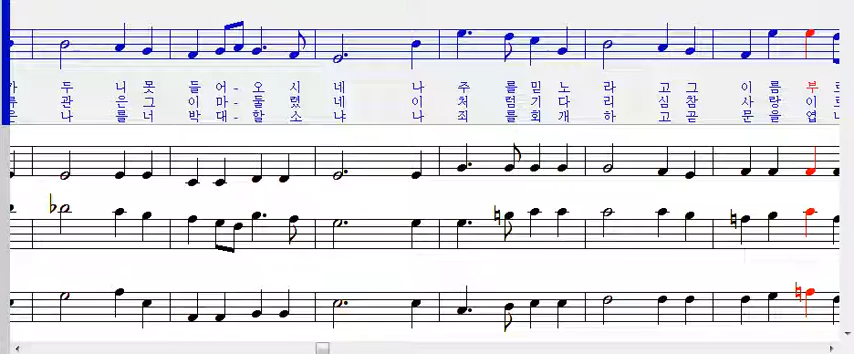 두 니 못 들 어 - 오 시 네 나 주 를 믿 노 라 고 그 이 름 부
관 은 그 이 마 - 둘 렸 네 이 처 럼 기 다 리 심 참 사 랑 이
나 를 너 박 대 - 할 소 냐 나 죄 를 회 개 하 고 곧 문 을 엽